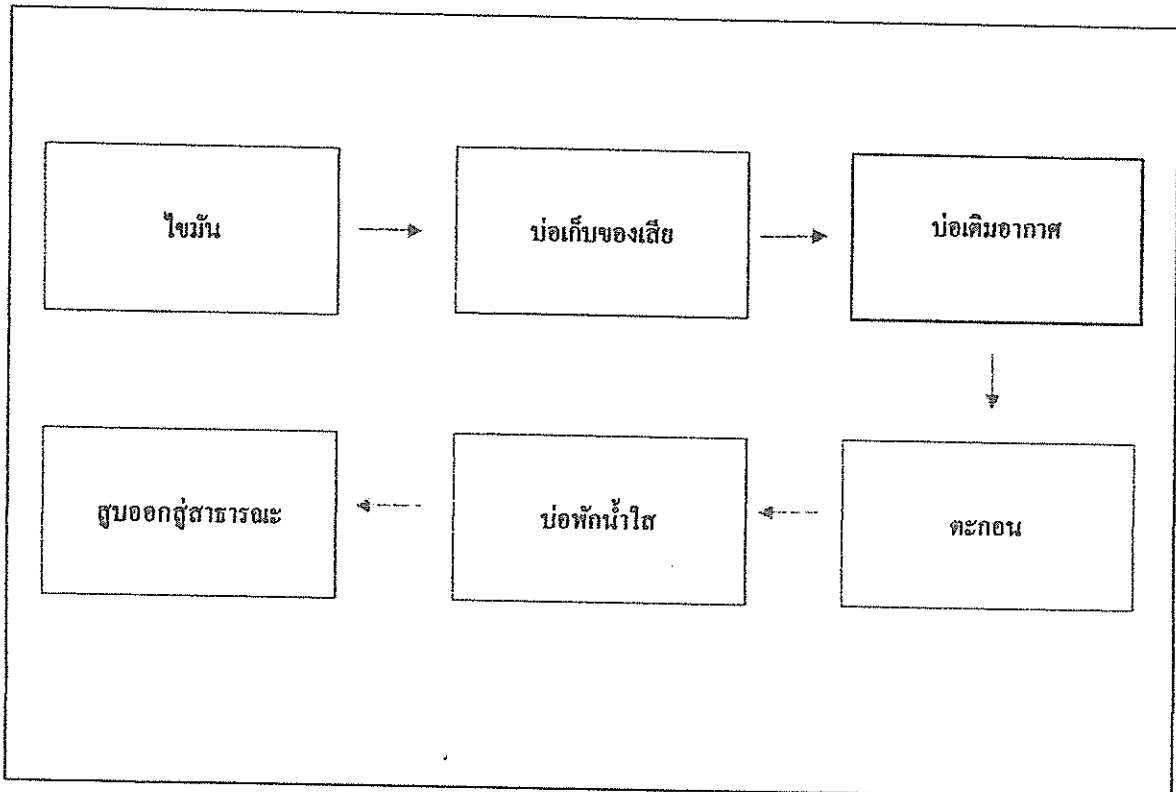 ไขมัน
บ่อเก็บของเสีย
บ่อเติมอากาศ
ตะกอน
บ่อพักน้ำใส
สูบออกสู่สาธารณะ